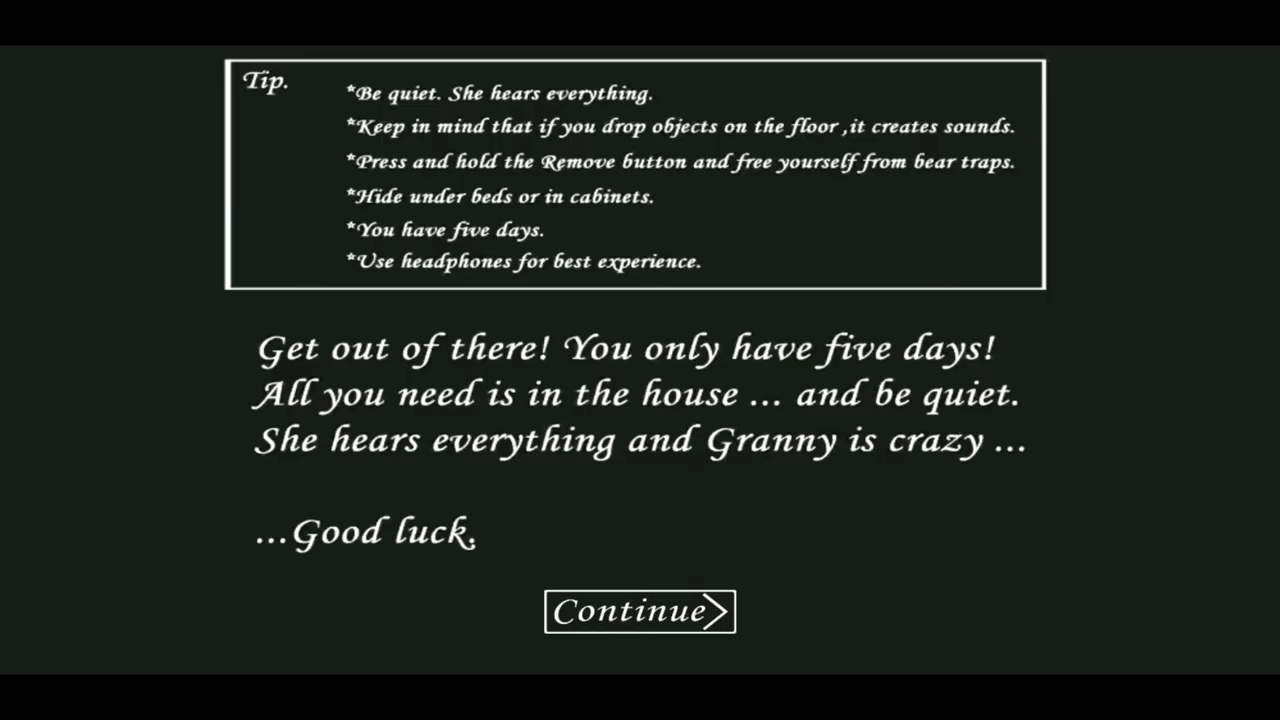 Tip.
*Be quiet. She hears everything.
*Keep in mind that if you drop objects on the floor ,it creates sounds.
*Press and hold the Remove button and free yourself from bear traps.
*Hide under beds or in cabinets.
*You have five days.
*Use headphones for best experience.
Get out of there! You only have five days!
All you need is in the house ... and be quiet.
She hears everything and Granny is crazy ...
...Good luck.
Continue>